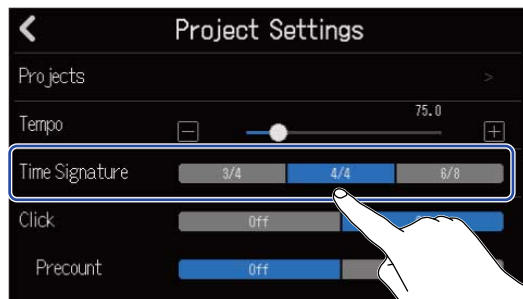 Project Settings
Projects >
Tempo 75.0
Time Signature 3/4 4/4 6/8
Click Off
Precount Off